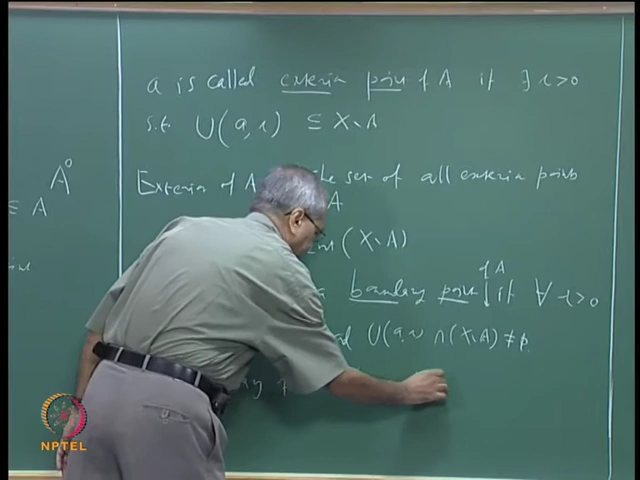 A°
⊆ A
a is called exterior point of A if ∃ r>0
s.t. U(a,r) ⊆ X\A
Exterior of A the set of all exterior points
A.
Int (X\A)
a boundary point of A if ∀ r>0
U(a,r) ∩ (X\A) ≠ φ
NPTEL